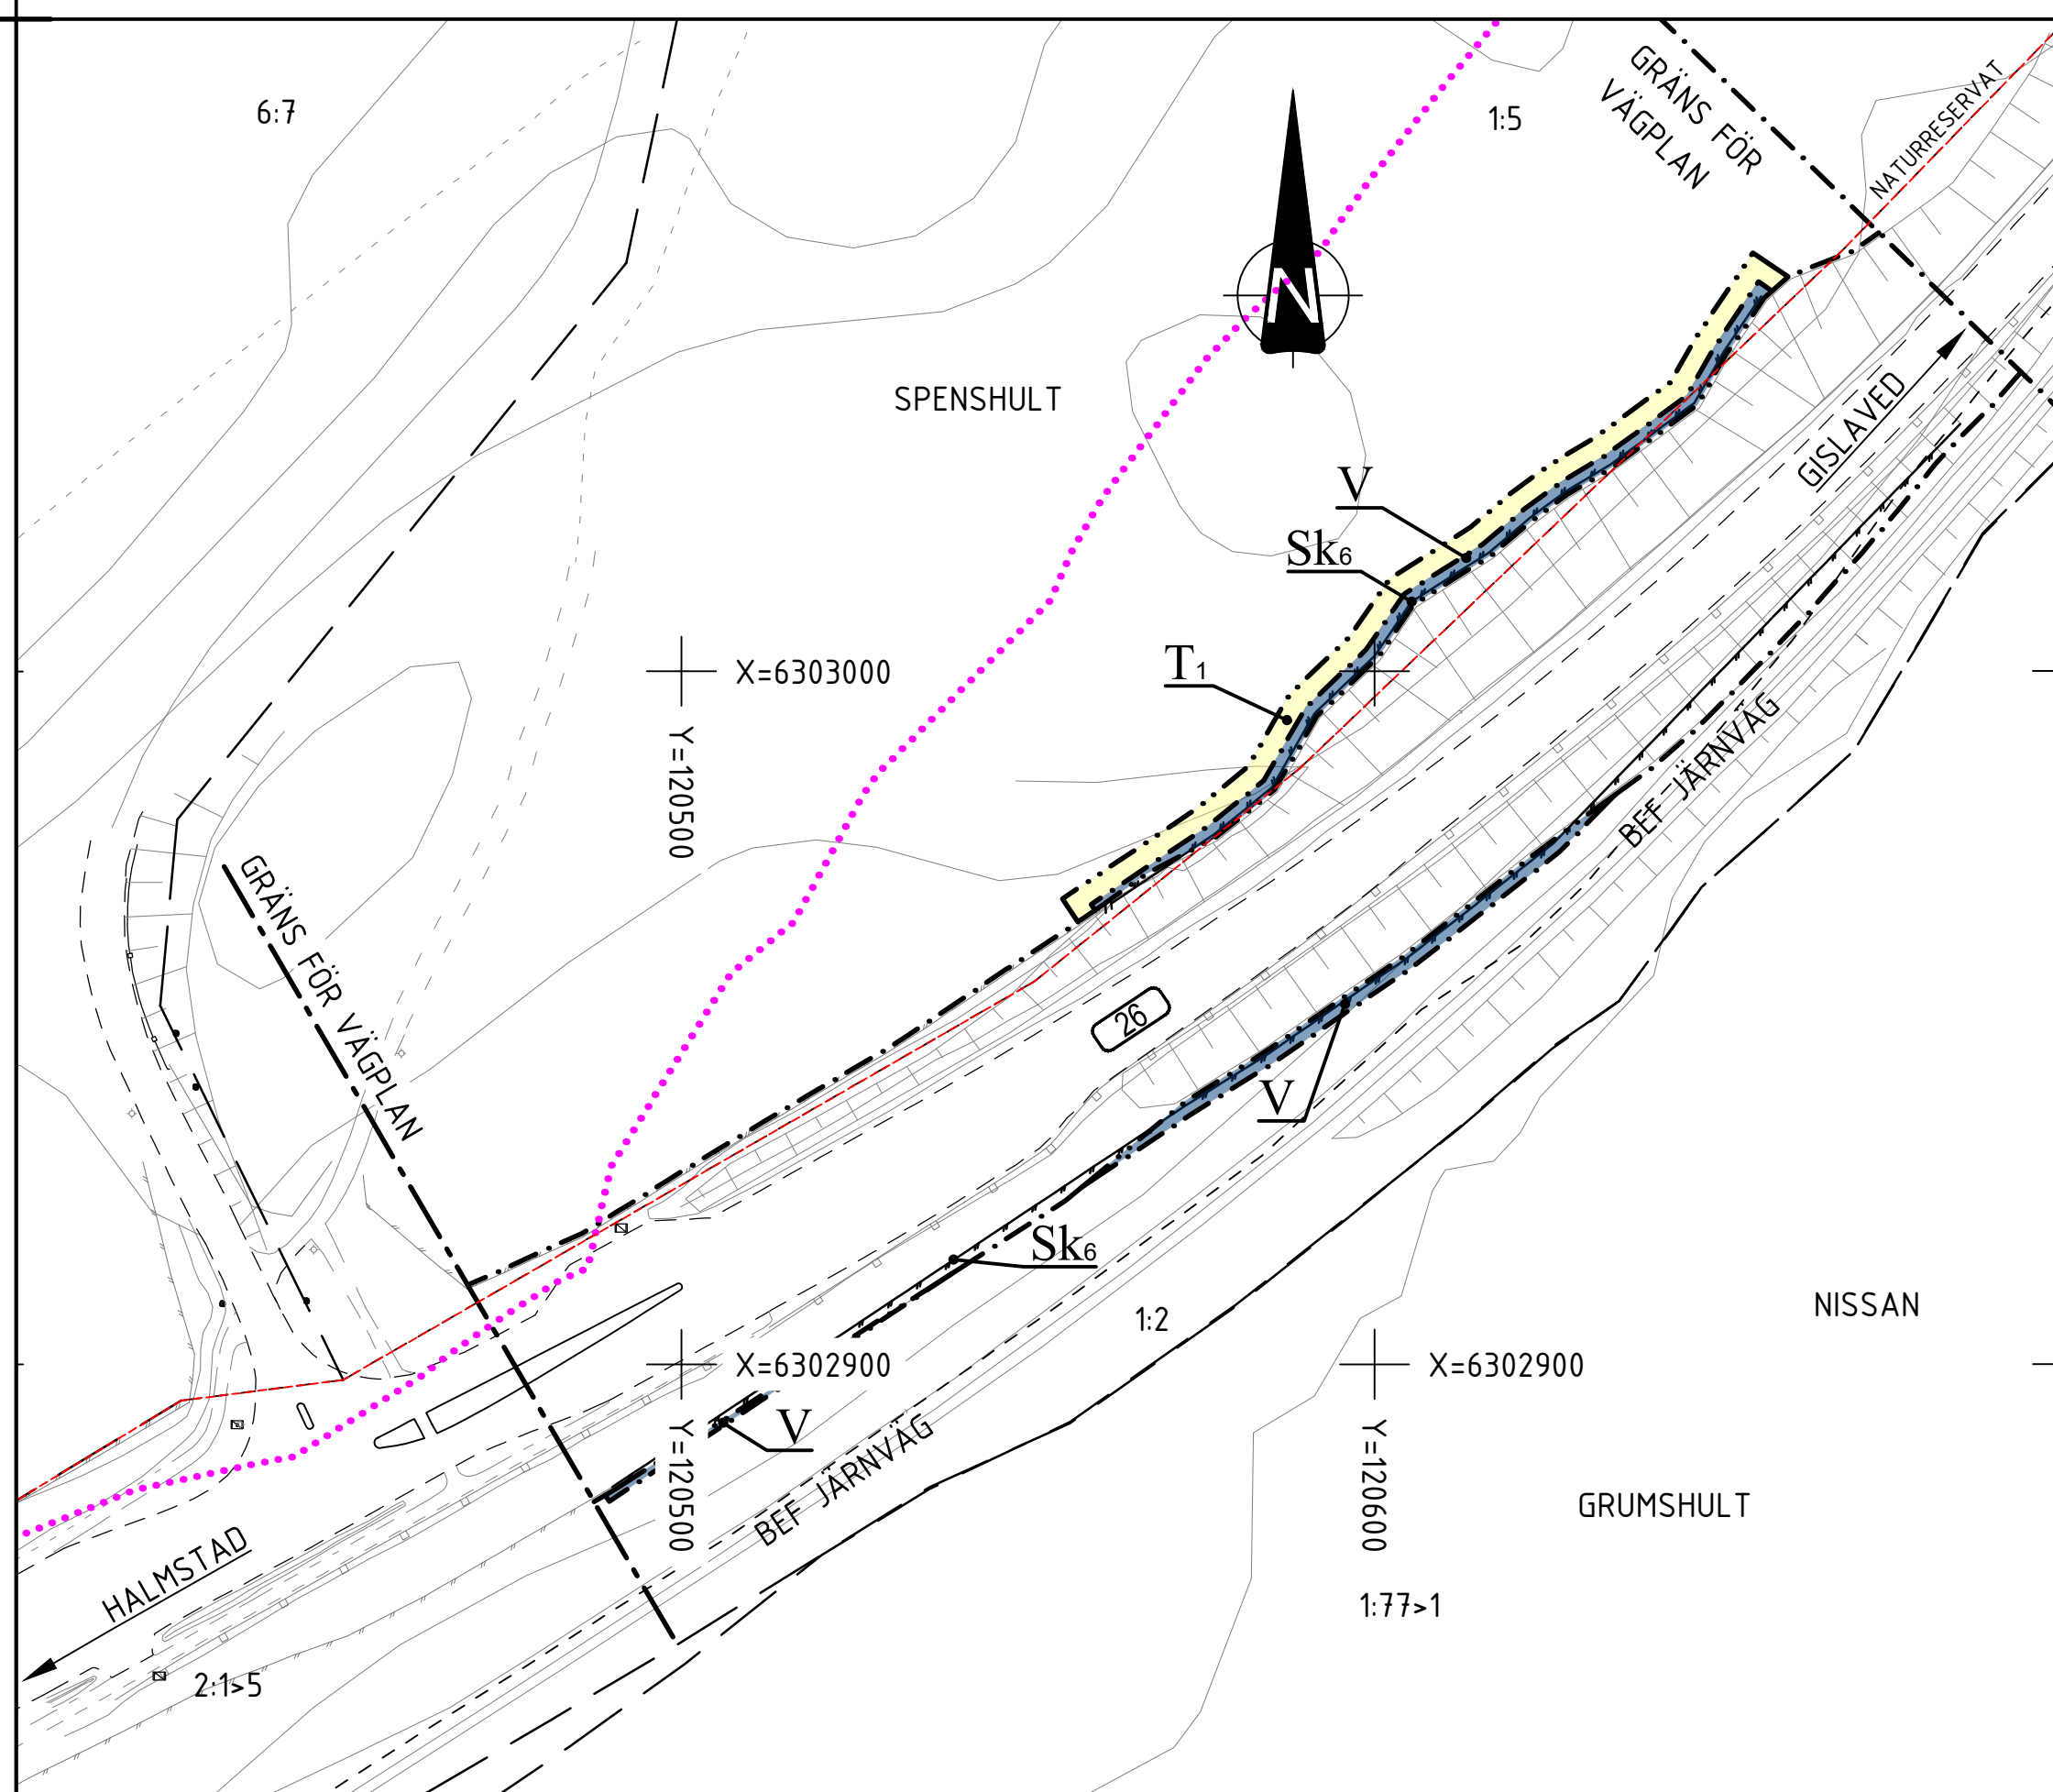 6:7
1:5
GRÄNS FÖR
VÄGPLAN
NATURRESERVAT
N
SPENSHULT
GISLAVED
V
Sk6
T1
X=6303000
Y=120500
BEF JÄRNVÄG
GRÄNS FÖR VÄGPLAN
26
V
Sk6
1:2
NISSAN
X=6302900
X=6302900
V
Y=120500
Y=120600
BEF JÄRNVÄG
GRUMSHULT
HALMSTAD
1:77>1
2:1>5